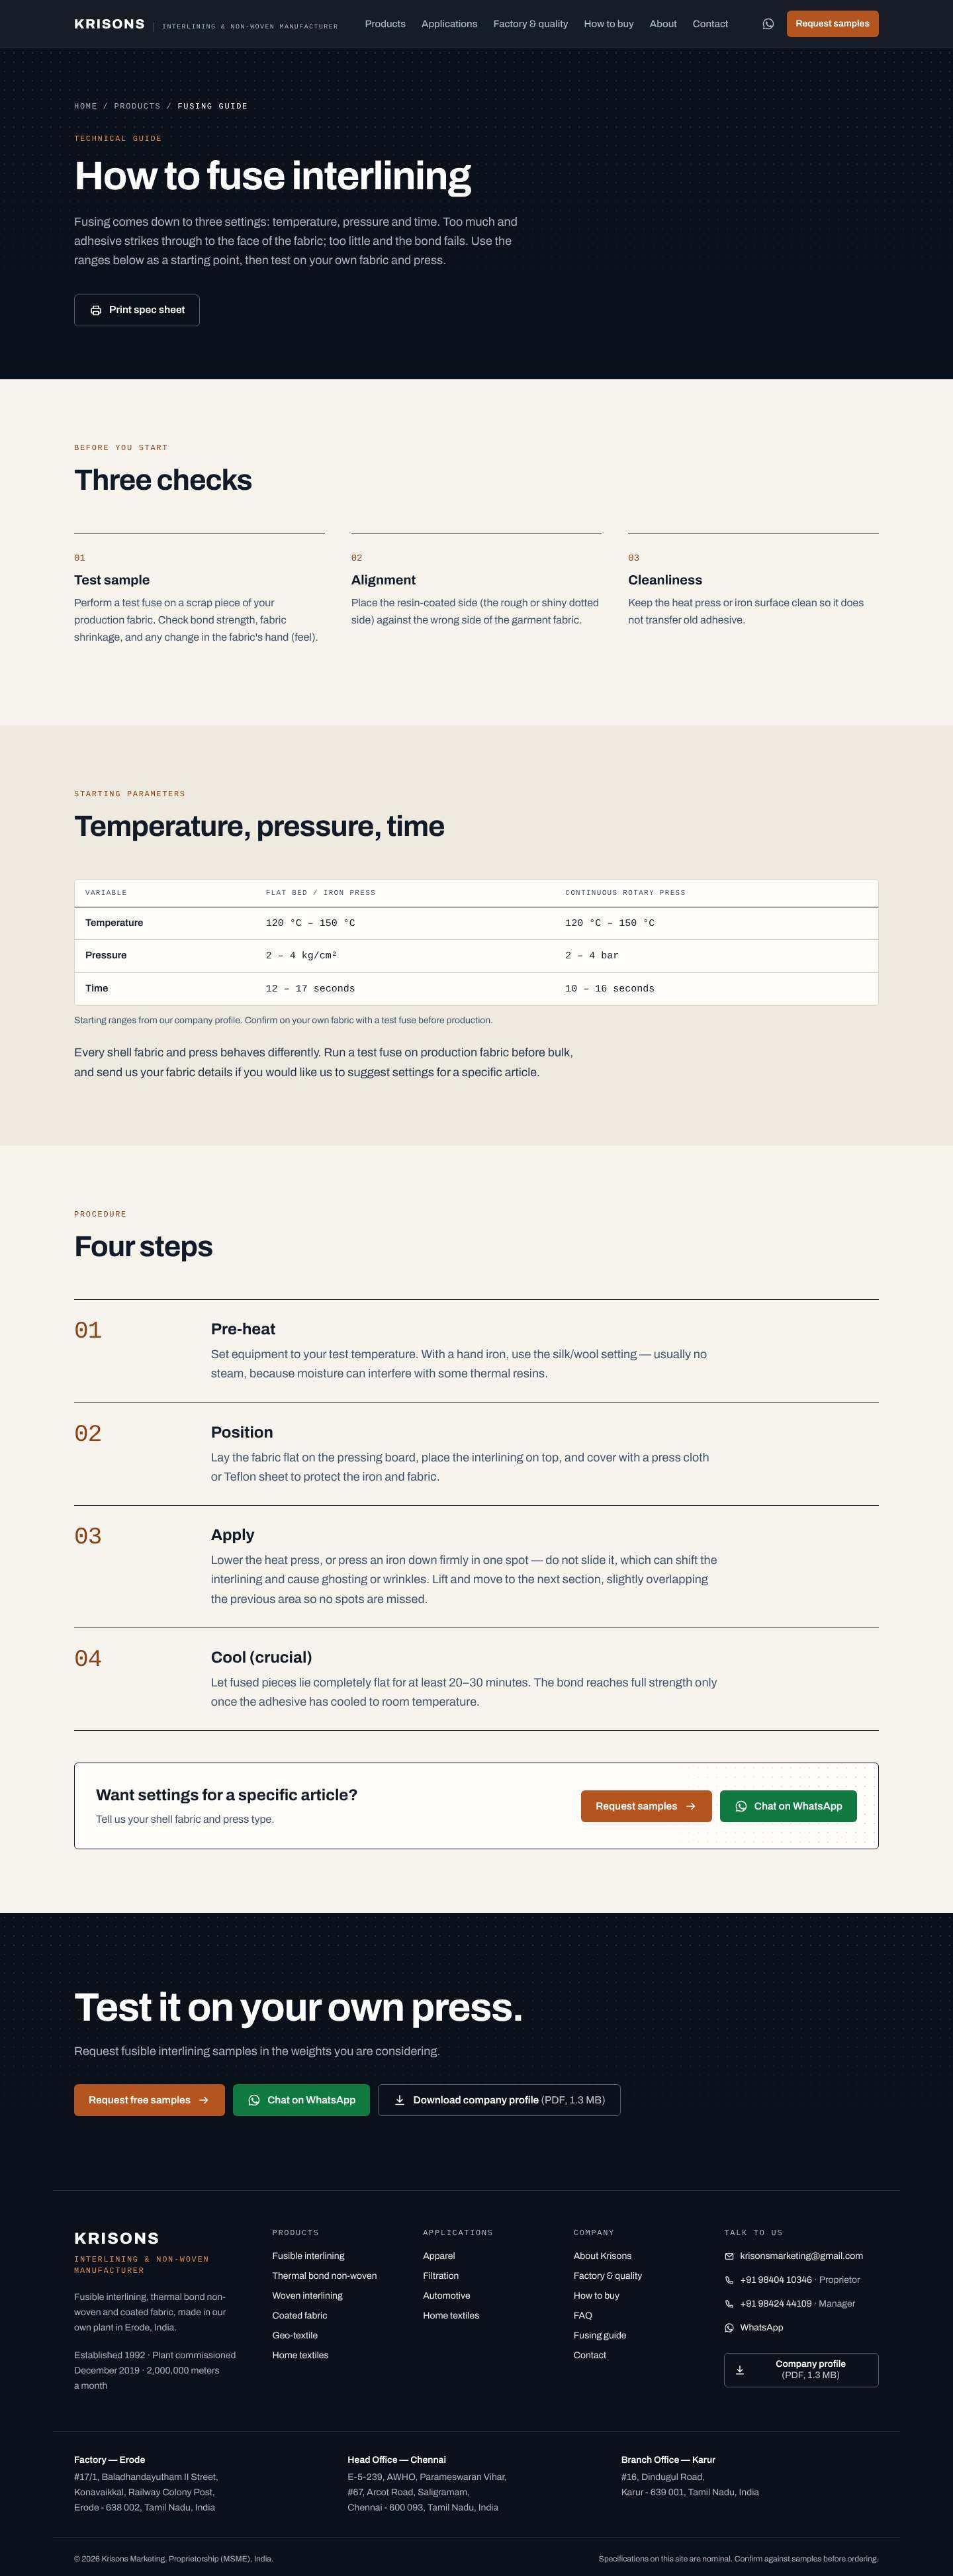 KRISONS INTERLINING & NON-WOVEN MANUFACTURER Products Applications Factory & quality How to buy About Contact Request samples
HOME / PRODUCTS / FUSING GUIDE
TECHNICAL GUIDE
How to fuse interlining
Fusing comes down to three settings: temperature, pressure and time. Too much and
adhesive strikes through to the face of the fabric; too little and the bond fails. Use the
ranges below as a starting point, then test on your own fabric and press.
Print spec sheet
BEFORE YOU START
Three checks
01
Test sample
Perform a test fuse on a scrap piece of your
production fabric. Check bond strength, fabric
shrinkage, and any change in the fabric's hand (feel).
02
Alignment
Place the resin-coated side (the rough or shiny dotted
side) against the wrong side of the garment fabric.
03
Cleanliness
Keep the heat press or iron surface clean so it does
not transfer old adhesive.
STARTING PARAMETERS
Temperature, pressure, time
VARIABLE FLAT BED / IRON PRESS CONTINUOUS ROTARY PRESS
Temperature 120 °C – 150 °C 120 °C – 150 °C
Pressure 2 – 4 kg/cm² 2 – 4 bar
Time 12 – 17 seconds 10 – 16 seconds
Starting ranges from our company profile. Confirm on your own fabric with a test fuse before production.
Every shell fabric and press behaves differently. Run a test fuse on production fabric before bulk,
and send us your fabric details if you would like us to suggest settings for a specific article.
PROCEDURE
Four steps
01
Pre-heat
Set equipment to your test temperature. With a hand iron, use the silk/wool setting — usually no
steam, because moisture can interfere with some thermal resins.
02
Position
Lay the fabric flat on the pressing board, place the interlining on top, and cover with a press cloth
or Teflon sheet to protect the iron and fabric.
03
Apply
Lower the heat press, or press an iron down firmly in one spot — do not slide it, which can shift the
interlining and cause ghosting or wrinkles. Lift and move to the next section, slightly overlapping
the previous area so no spots are missed.
04
Cool (crucial)
Let fused pieces lie completely flat for at least 20–30 minutes. The bond reaches full strength only
once the adhesive has cooled to room temperature.
Want settings for a specific article?
Tell us your shell fabric and press type.
Request samples Chat on WhatsApp
Test it on your own press.
Request fusible interlining samples in the weights you are considering.
Request free samples Chat on WhatsApp Download company profile (PDF, 1.3 MB)
KRISONS
INTERLINING & NON-WOVEN
MANUFACTURER
Fusible interlining, thermal bond non-
woven and coated fabric, made in our
own plant in Erode, India.
Established 1992 · Plant commissioned
December 2019 · 2,000,000 meters
a month
PRODUCTS
Fusible interlining
Thermal bond non-woven
Woven interlining
Coated fabric
Geo-textile
Home textiles
APPLICATIONS
Apparel
Filtration
Automotive
Home textiles
COMPANY
About Krisons
Factory & quality
How to buy
FAQ
Fusing guide
Contact
TALK TO US
krisonsmarketing@gmail.com
+91 98404 10346 · Proprietor
+91 98424 44109 · Manager
WhatsApp
Company profile
(PDF, 1.3 MB)
Factory — Erode
#17/1, Baladhandayutham II Street,
Konavaikkal, Railway Colony Post,
Erode - 638 002, Tamil Nadu, India
Head Office — Chennai
E-5-239, AWHO, Parameswaran Vihar,
#67, Arcot Road, Saligramam,
Chennai - 600 093, Tamil Nadu, India
Branch Office — Karur
#16, Dindugul Road,
Karur - 639 001, Tamil Nadu, India
© 2026 Krisons Marketing. Proprietorship (MSME), India.
Specifications on this site are nominal. Confirm against samples before ordering.